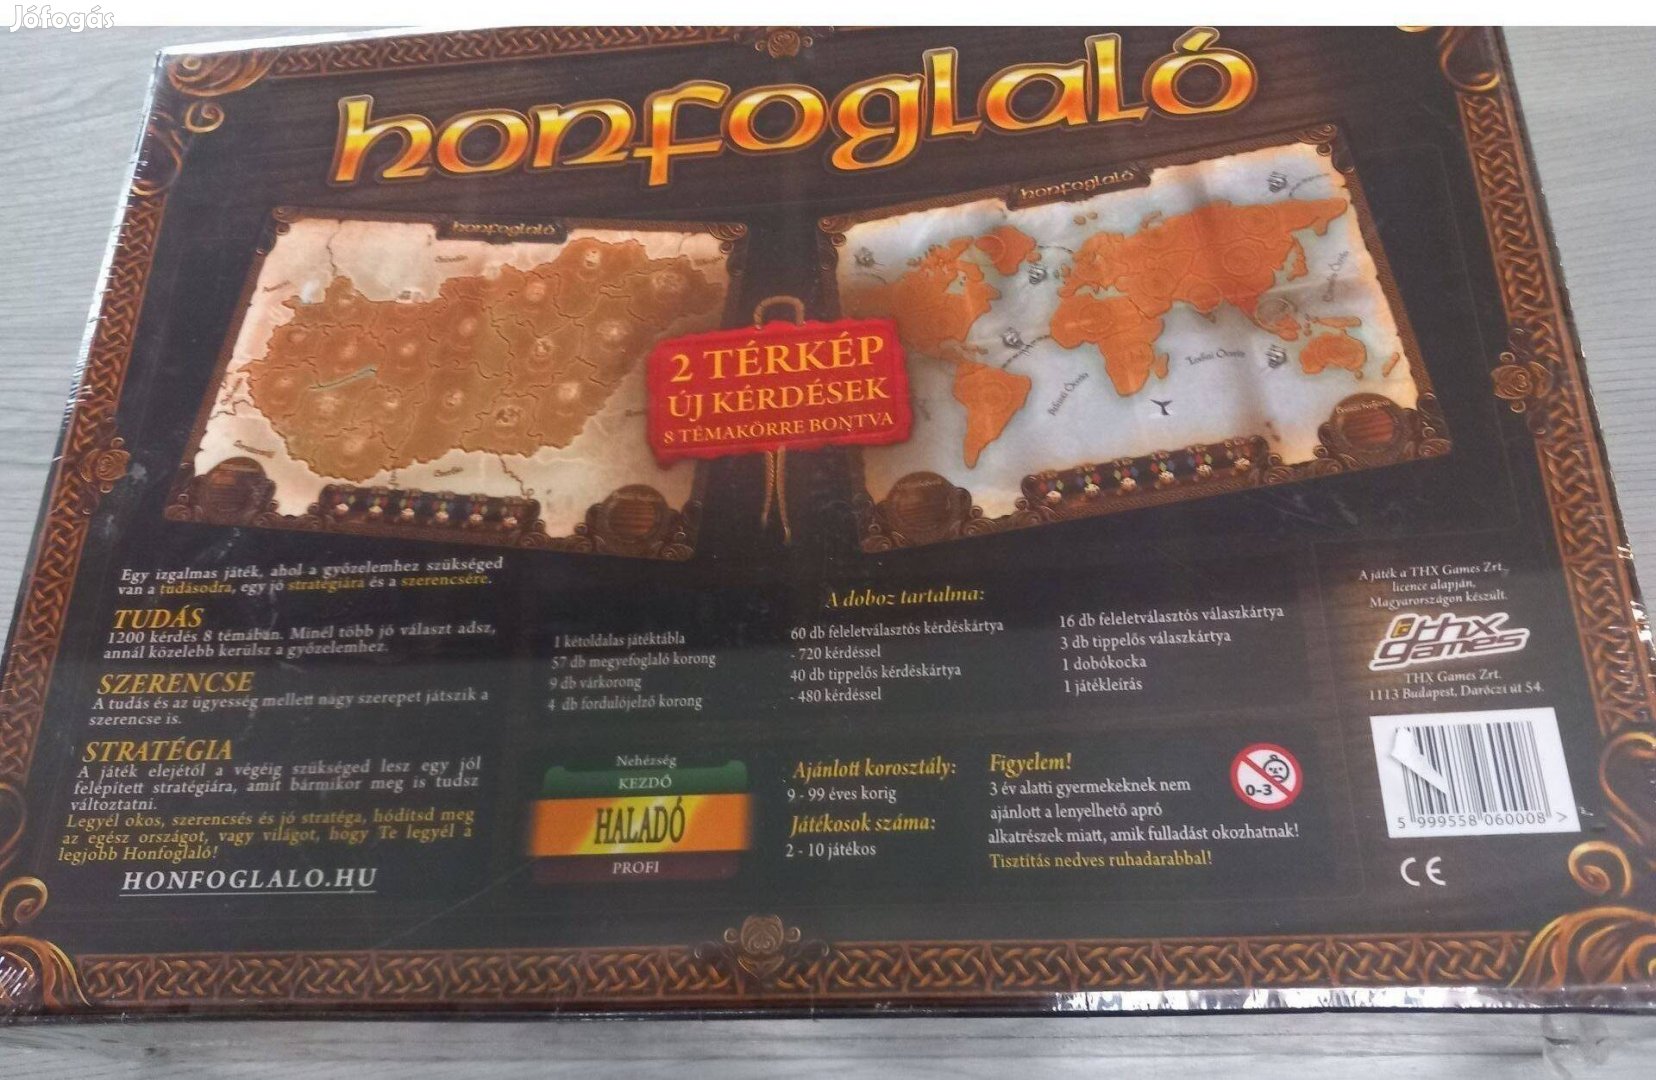 Jófogás
honfoglaló
honfoglaló
honfoglaló
Indiai Óceán
2 TÉRKÉP
ÚJ KÉRDÉSEK
8 TÉMAKÖRRE BONTVA
Egy izgalmas játék, ahol a győzelemhez szükséged
van a tudásodra, egy jó stratégiára és a szerencsére.
TUDÁS
1200 kérdés 8 témában. Minél több jó választ adsz,
annál közelebb kerülsz a győzelemhez.
SZERENCSE
A tudás és az ügyesség mellett nagy szerepet játszik a
szerencse is.
STRATÉGIA
A játék elejétől a végéig szükséged lesz egy jól
felépített stratégiára, amit bármikor meg is tudsz
változtatni.
Legyél okos, szerencsés és jó stratéga, hódítsd meg
az egész országot, vagy világot, hogy Te legyél a
legjobb Honfoglaló!
HONFOGLALO.HU
A doboz tartalma:
1 kétoldalas játéktábla
57 db megyefoglaló korong
9 db várkorong
4 db fordulójelző korong
60 db feleletválasztós kérdéskártya
- 720 kérdéssel
40 db tippelős kérdéskártya
- 480 kérdéssel
16 db feleletválasztós válaszkártya
3 db tippelős válaszkártya
1 dobókocka
1 játékleírás
Nehézség
KEZDŐ
HALADÓ
PROFI
Ajánlott korosztály:
9 - 99 éves korig
Játékosok száma:
2 - 10 játékos
Figyelem!
3 év alatti gyermekeknek nem
ajánlott a lenyelhető apró
alkatrészek miatt, amik fulladást okozhatnak!
Tisztítás nedves ruhadarabbal!
0-3
A játék a THX Games Zrt.,
licence alapján,
Magyarországon készült.
thx
games
THX Games Zrt.
1113 Budapest, Daróczi út 54.
5 999558 060008 >
CE